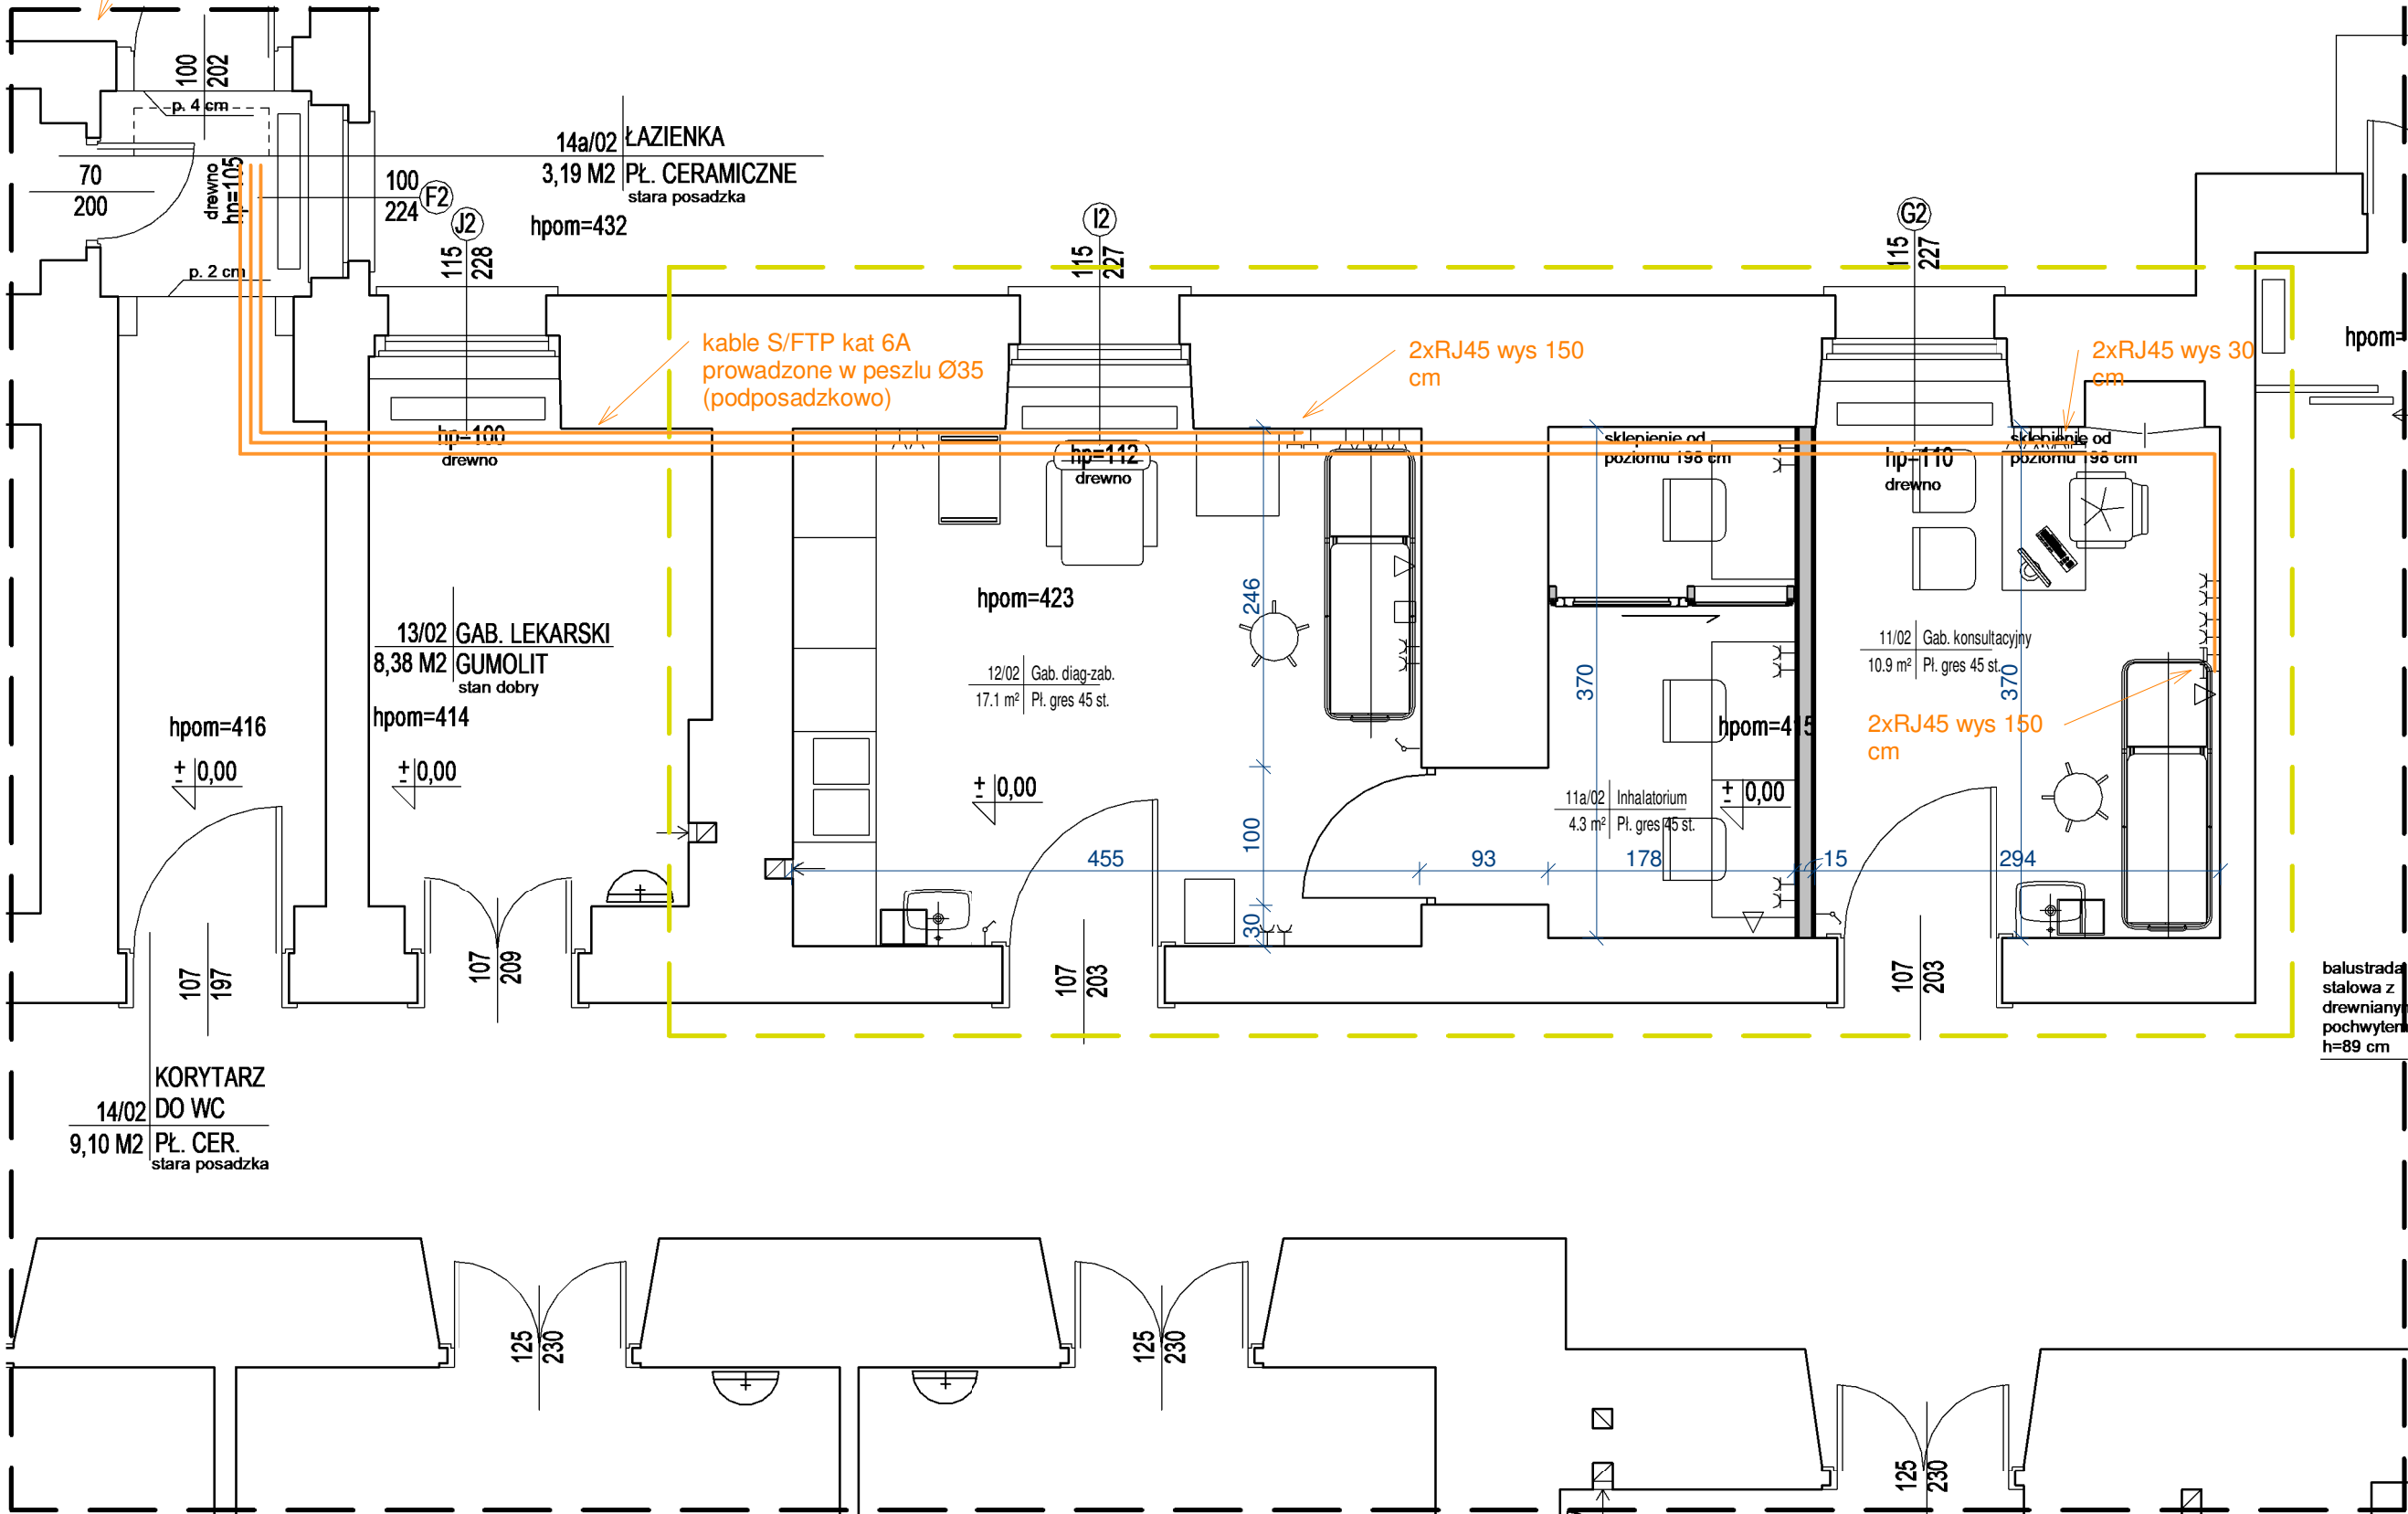 100
202
p. 4 cm
70
200
drewno
hp=105
100
224
F2
p. 2 cm
14a/02 ŁAZIENKA
3,19 M2 PŁ. CERAMICZNE
stara posadzka
hpom=432
J2
115
228
I2
115
227
G2
115
227
kable S/FTP kat 6A
prowadzone w peszlu Ø35
(podposadzkowo)
2xRJ45 wys 150
cm
2xRJ45 wys 30
cm
hpom=
hp=100
drewno
hp=112
drewno
sklepienie od
poziomu 198 cm
hp=110
drewno
sklepienie od
poziomu 198 cm
hpom=423
246
13/02 GAB. LEKARSKI
8,38 M2 GUMOLIT
stan dobry
hpom=414
± 0,00
hpom=416
± 0,00
12/02 Gab. diag-zab.
17.1 m² Pł. gres 45 st.
± 0,00
370
11/02 Gab. konsultacyjny
10.9 m² Pł. gres 45 st.
370
hpom=415
2xRJ45 wys 150
cm
11a/02 Inhalatorium
4.3 m² Pł. gres 45 st.
± 0,00
100
455
93
178
15
294
30
107
197
107
209
107
203
107
203
balustrada
stalowa z
h=89 cm
KORYTARZ
14/02 DO WC
9,10 M2 PŁ. CER.
stara posadzka
125
230
125
230
125
230